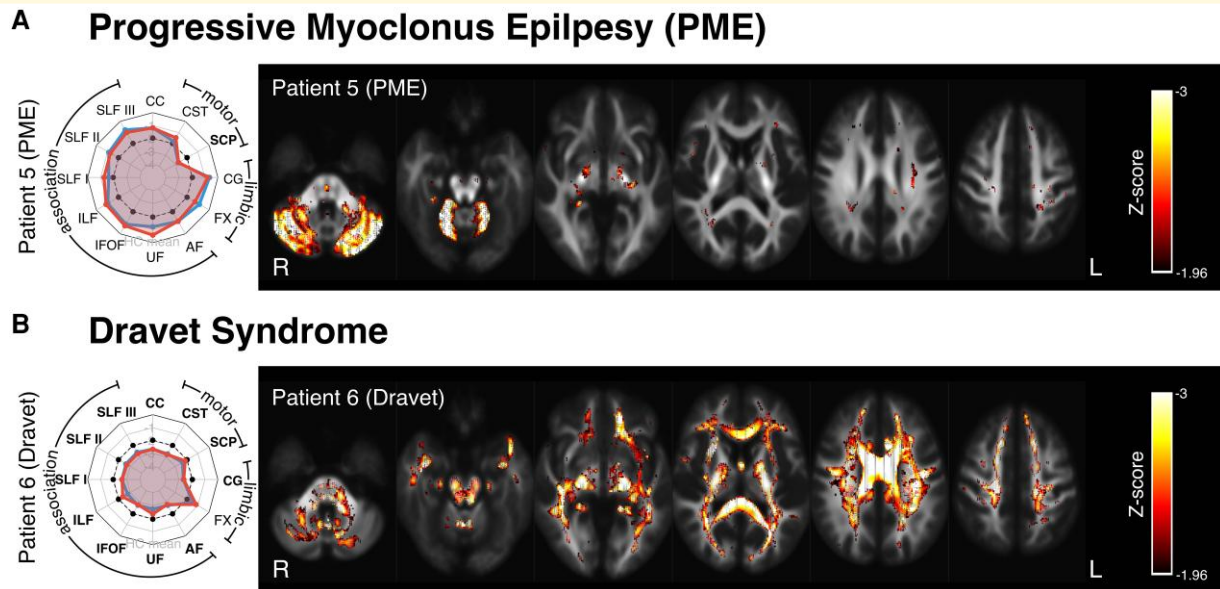 A
Progressive Myoclonus Epilpesy (PME)
Patient 5 (PME)
association
motor
limbic
CC
CST
SCP
CG
FX
AF
UF
IFOF
ILF
SLF I
SLF II
SLF III
HC mean
Patient 5 (PME)
R
L
Z-score
-3
-1.96
B
Dravet Syndrome
Patient 6 (Dravet)
association
motor
limbic
CC
CST
SCP
CG
FX
AF
UF
IFOF
ILF
SLF I
SLF II
SLF III
HC mean
Patient 6 (Dravet)
R
L
Z-score
-3
-1.96